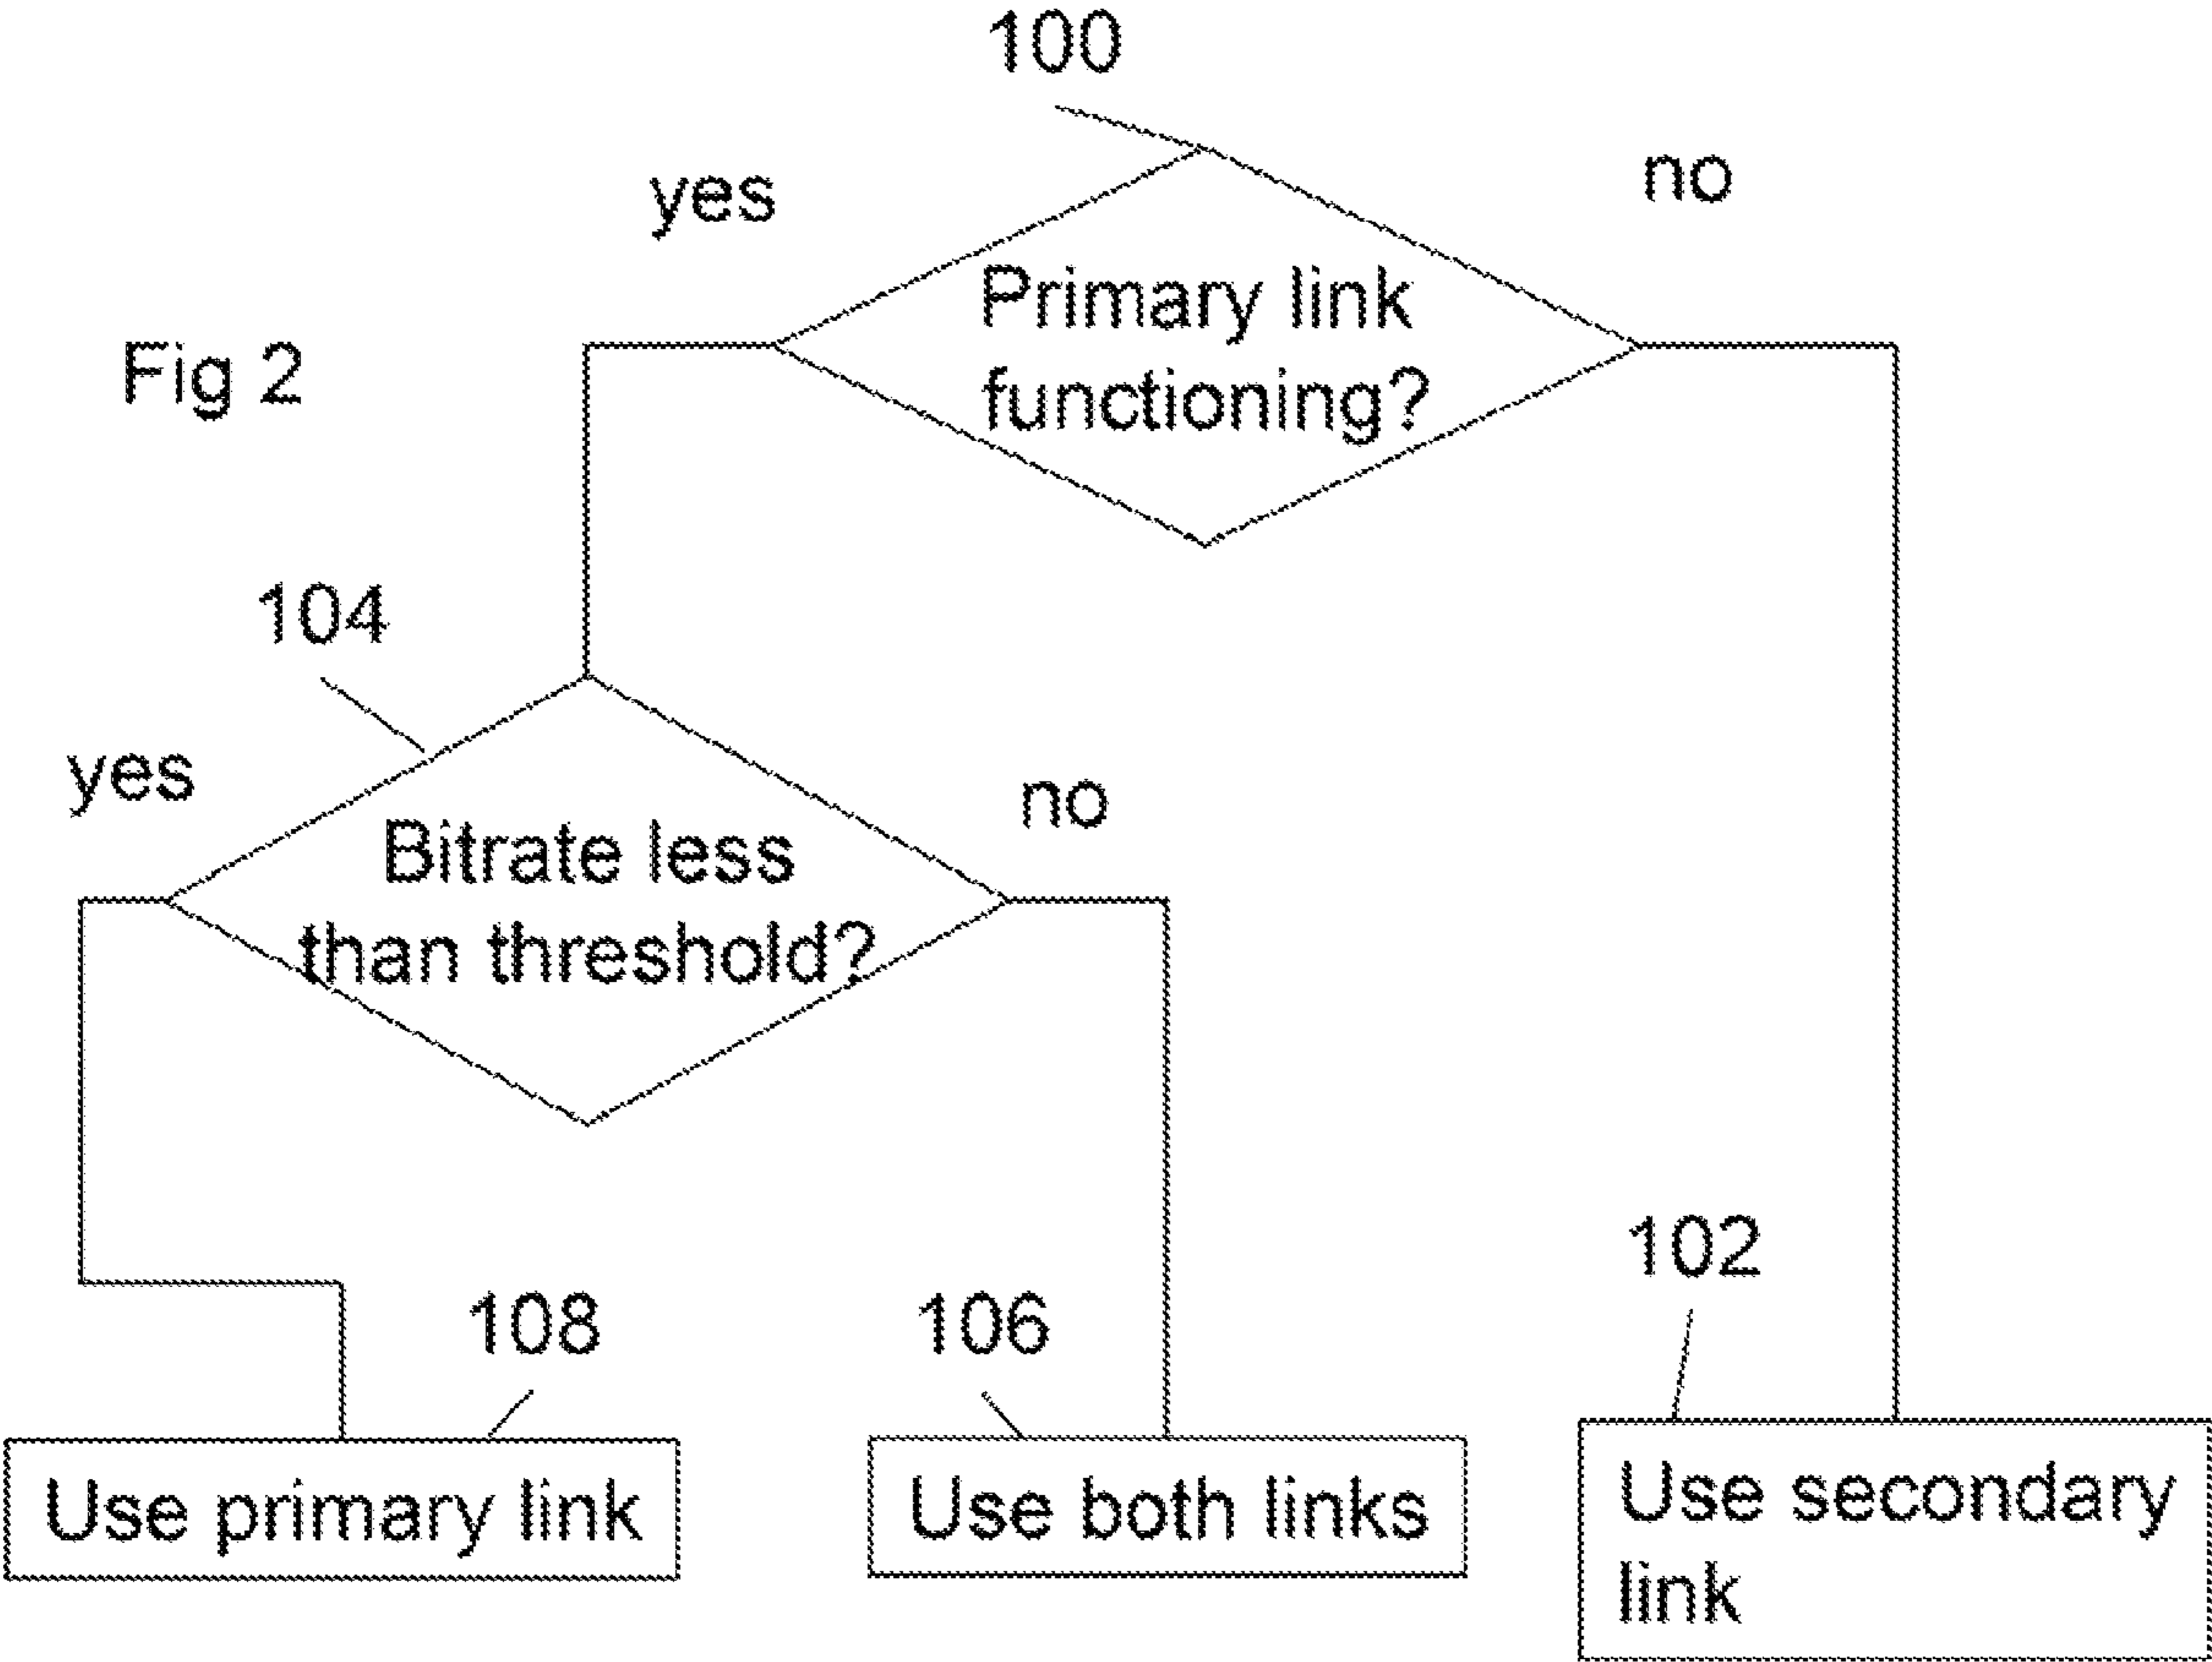 100
yes
no
Primary link
functioning?
Fig 2
104
yes
no
Bitrate less
than threshold?
102
108
106
Use primary link
Use both links
Use secondary
link